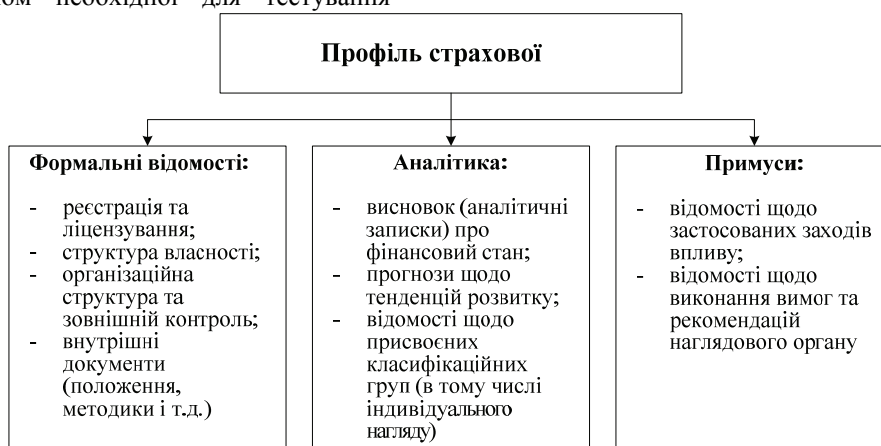 ом необхідної для тестування
Профіль страхової
Формальні відомості:
- реєстрація та
ліцензування;
- структура власності;
- організаційна
структура та
зовнішній контроль;
- внутрішні
документи
(положення,
методики і т.д.)
Аналітика:
- висновок (аналітичні
записки) про
фінансовий стан;
- прогнози щодо
тенденцій розвитку;
- відомості щодо
присвоєних
класифікаційних
груп (в тому числі
індивідуального
нагляду)
Примуси:
- відомості щодо
застосованих заходів
впливу;
- відомості щодо
виконання вимог та
рекомендацій
наглядового органу